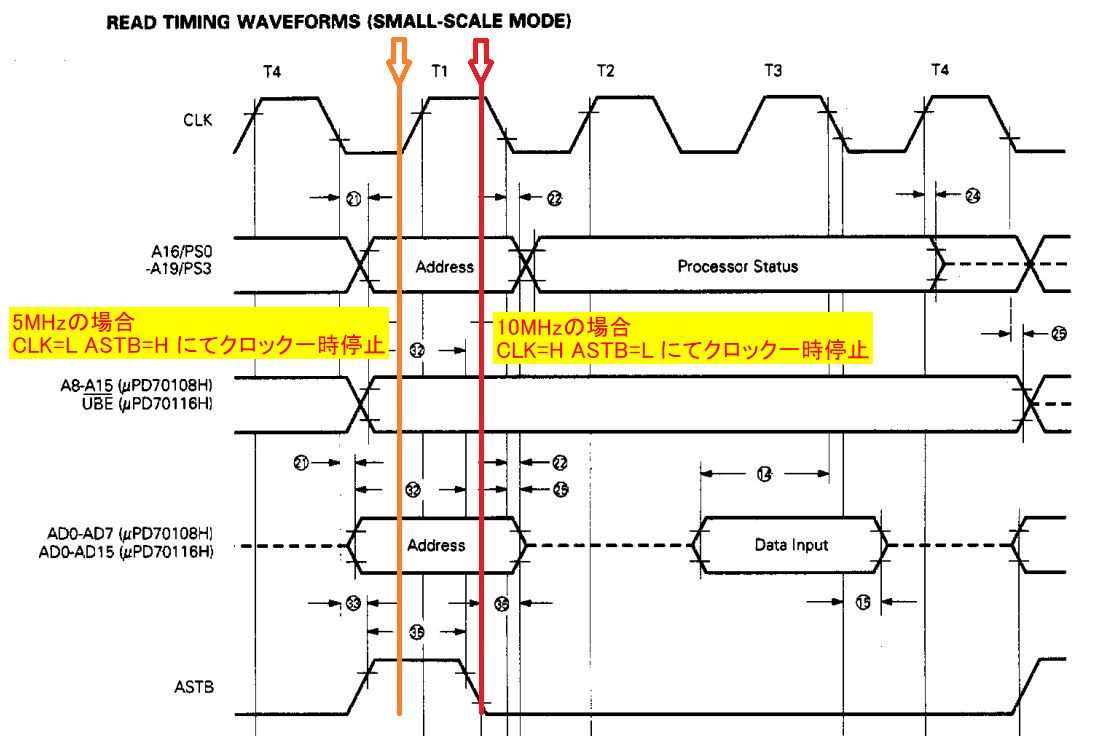 READ TIMING WAVEFORMS (SMALL-SCALE MODE)
T4
T1
T2
T3
T4
CLK
21
22
24
A16/PS0
-A19/PS3
Address
Processor Status
5MHzの場合
CLK=L ASTB=H にてクロック一時停止
10MHzの場合
CLK=H ASTB=L にてクロック一時停止
32
25
A8-A15 (μPD70108H)
UBE (μPD70116H)
21
22
14
32
25
AD0-AD7 (μPD70108H)
AD0-AD15 (μPD70116H)
Address
Data Input
33
36
15
35
ASTB